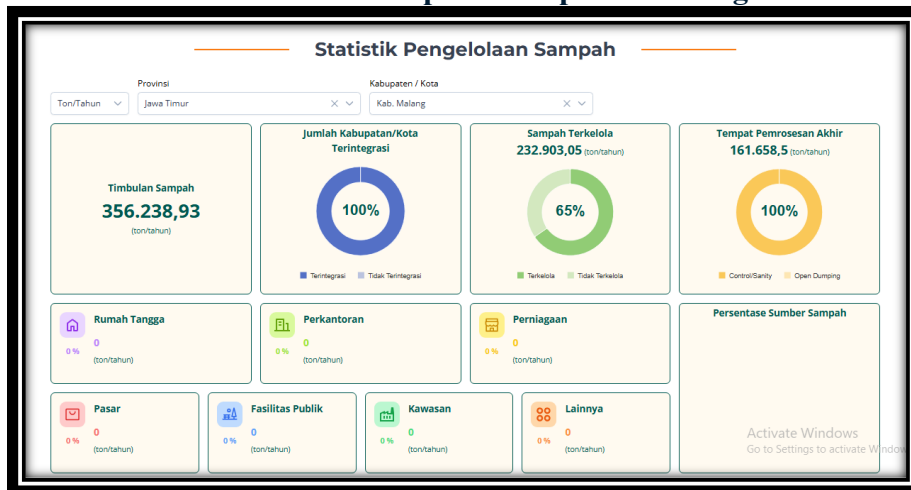 Statistik Pengelolaan Sampah
Provinsi
Kabupaten / Kota
Ton/Tahun
Jawa Timur
Kab. Malang
Timbulan Sampah
356.238,93
(ton/tahun)
Jumlah Kabupatan/Kota
Terintegrasi
100%
Terintegrasi
Tidak Terintegrasi
Sampah Terkelola
232.903,05 (ton/tahun)
65%
Terkelola
Tidak Terkelola
Tempat Pemrosesan Akhir
161.658,5 (ton/tahun)
100%
Control/Sanity
Open Dumping
Rumah Tangga
0
0 %
(ton/tahun)
Perkantoran
0
0 %
(ton/tahun)
Perniagaan
0
0 %
(ton/tahun)
Persentase Sumber Sampah
Pasar
0
0 %
(ton/tahun)
Fasilitas Publik
0
0 %
(ton/tahun)
Kawasan
0
0 %
(ton/tahun)
Lainnya
0
0 %
(ton/tahun)
Activate Windows
Go to Settings to activate Window